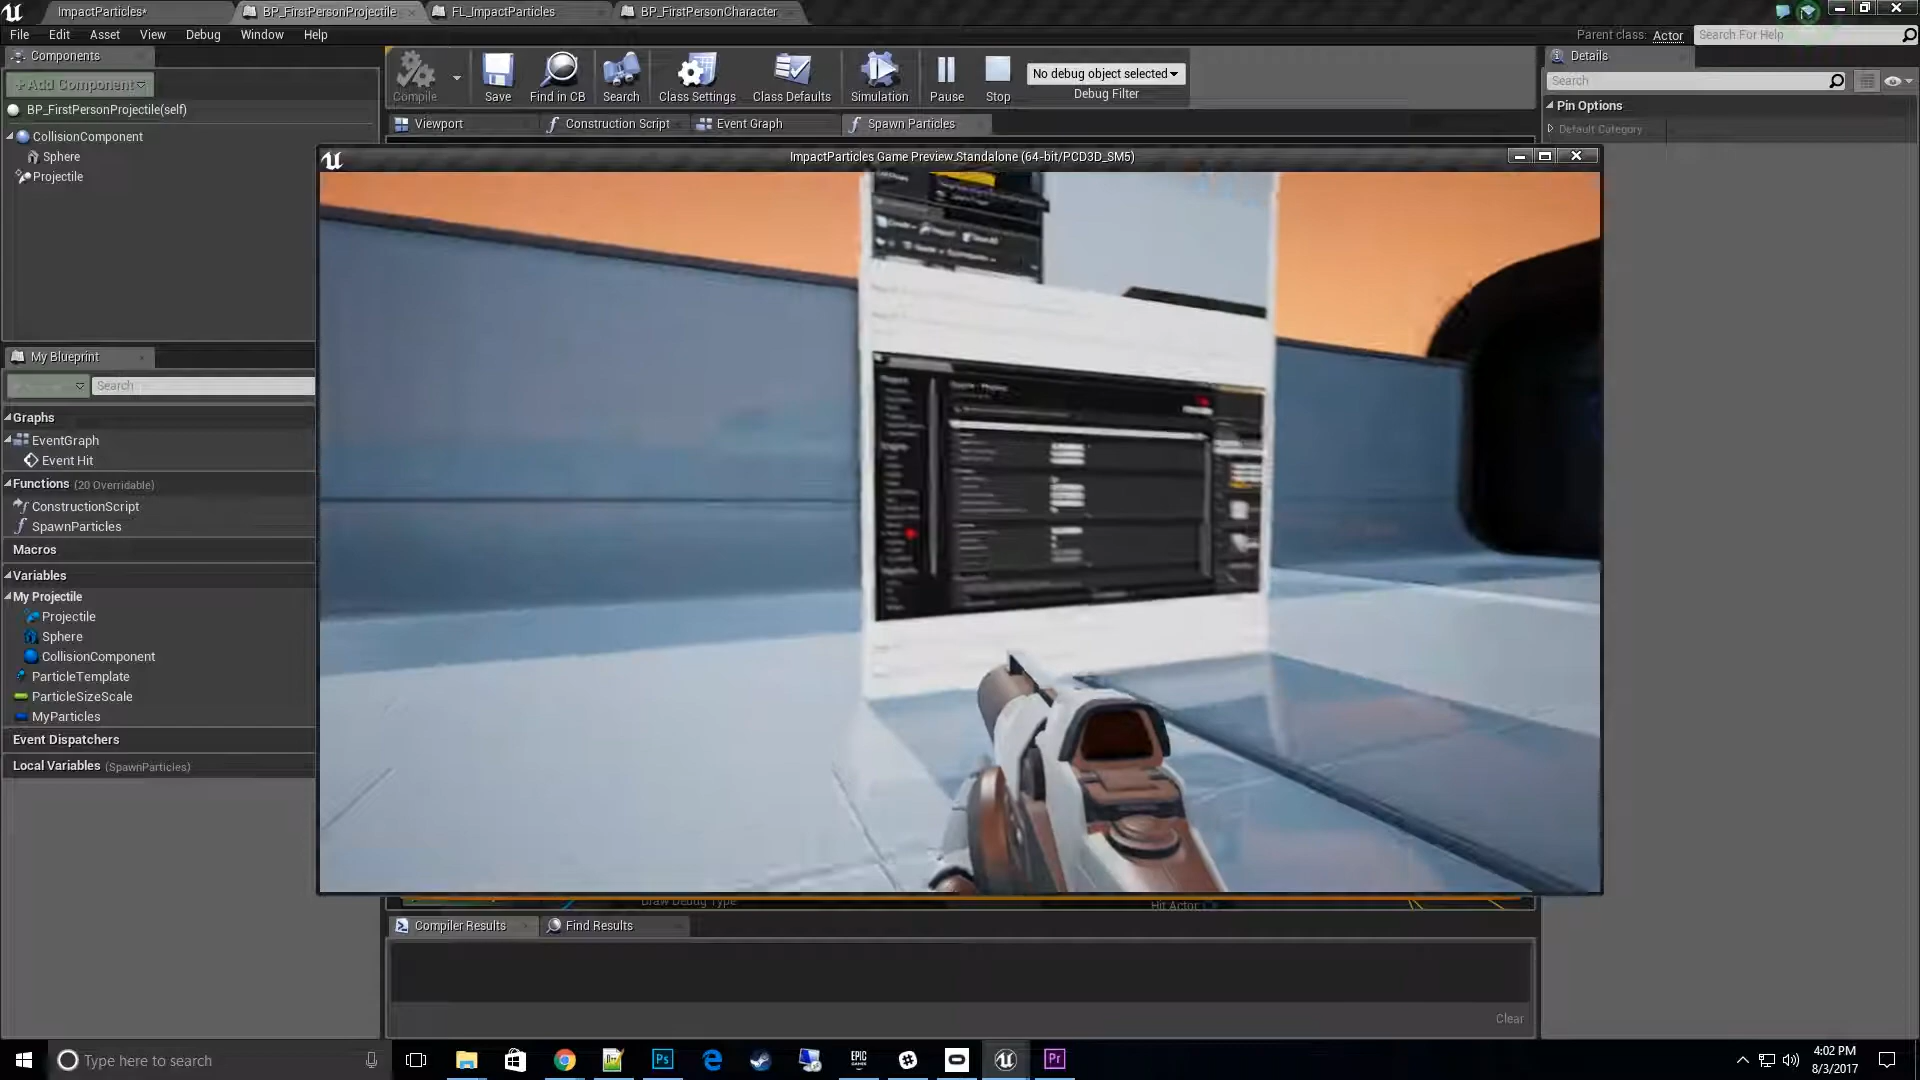 ImpactParticles*
BP_FirstPersonProjectile
FL_ImpactParticles
BP_FirstPersonCharacter
File Edit Asset View Debug Window Help
Parent class: Actor
Search For Help
Components
+Add Component
BP_FirstPersonProjectile(self)
CollisionComponent
Sphere
Projectile
Compile
Save
Find in CB
Search
Class Settings
Class Defaults
Simulation
Pause
Stop
No debug object selected
Debug Filter
Details
Search
Pin Options
Default Category
Viewport
Construction Script
Event Graph
Spawn Particles
ImpactParticles Game Preview Standalone (64-bit/PCD3D_SM5)
My Blueprint
Search
Graphs
EventGraph
Event Hit
Functions (20 Overridable)
ConstructionScript
SpawnParticles
Macros
Variables
My Projectile
Projectile
Sphere
CollisionComponent
ParticleTemplate
ParticleSizeScale
MyParticles
Event Dispatchers
Local Variables (SpawnParticles)
Draw Debug Type
Hit Actor
Compiler Results
Find Results
Clear
Type here to search
Ps
EPIC
GAMES
Pr
4:02 PM
8/3/2017